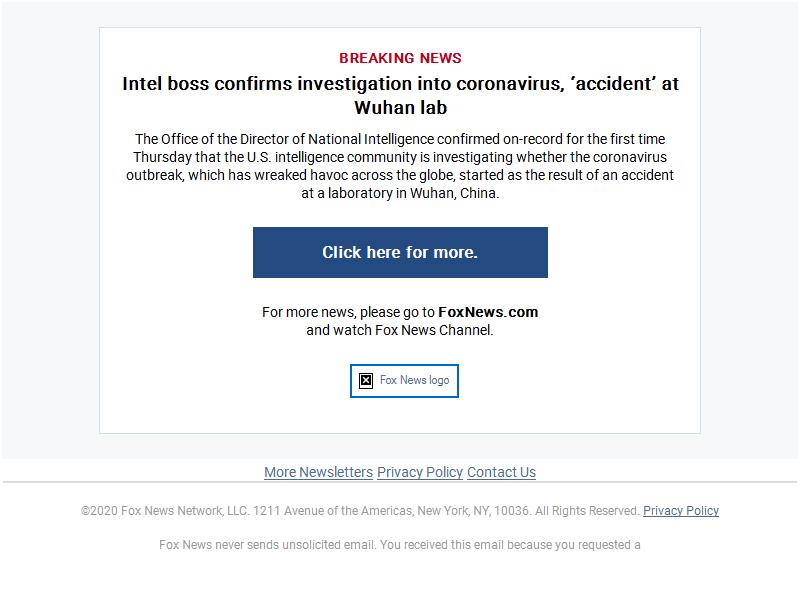 BREAKING NEWS
Intel boss confirms investigation into coronavirus, ‘accident’ at
Wuhan lab
The Office of the Director of National Intelligence confirmed on-record for the first time
Thursday that the U.S. intelligence community is investigating whether the coronavirus
outbreak, which has wreaked havoc across the globe, started as the result of an accident
at a laboratory in Wuhan, China.
Click here for more.
For more news, please go to FoxNews.com
and watch Fox News Channel.
Fox News logo
More Newsletters Privacy Policy Contact Us
©2020 Fox News Network, LLC. 1211 Avenue of the Americas, New York, NY, 10036. All Rights Reserved. Privacy Policy
Fox News never sends unsolicited email. You received this email because you requested a